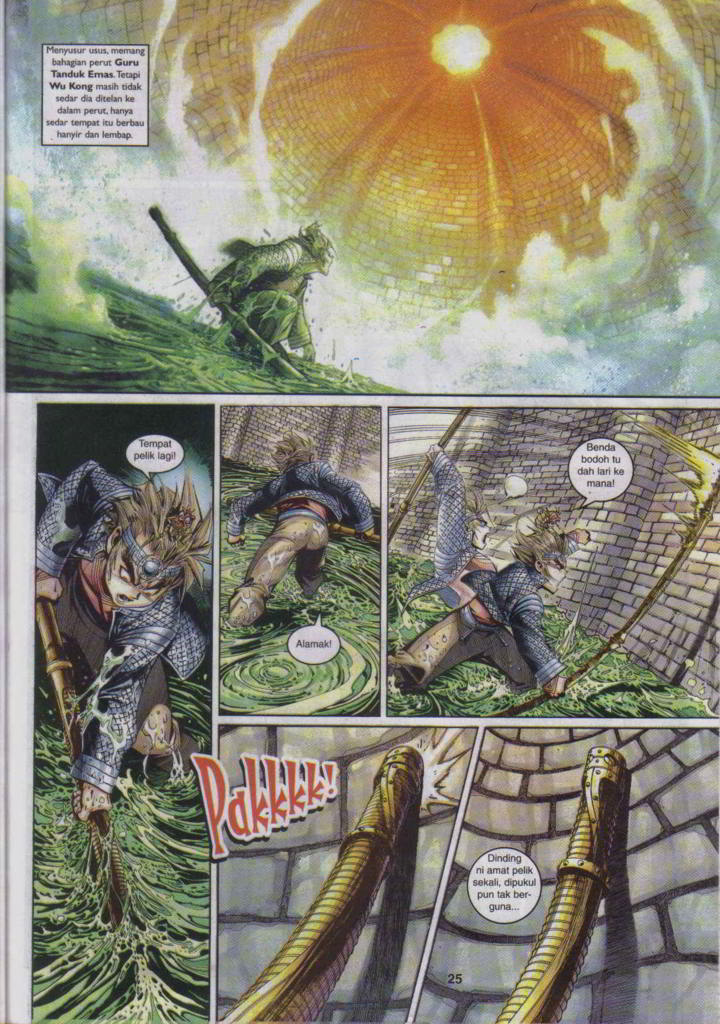 Menyusur usus, memang
bahagian perut Guru
Tanduk Emas. Tetapi
Wu Kong masih tidak
sedar dia ditelan ke
dalam perut, hanya
sedar tempat itu berbau
hanyir dan lembap.
Tempat
pelik lagi!
Alamak!
Benda
bodoh tu
dah lari ke
mana!
Pakkkk!
Dinding
ni amat pelik
sekali, dipukul
pun tak ber-
guna...
25